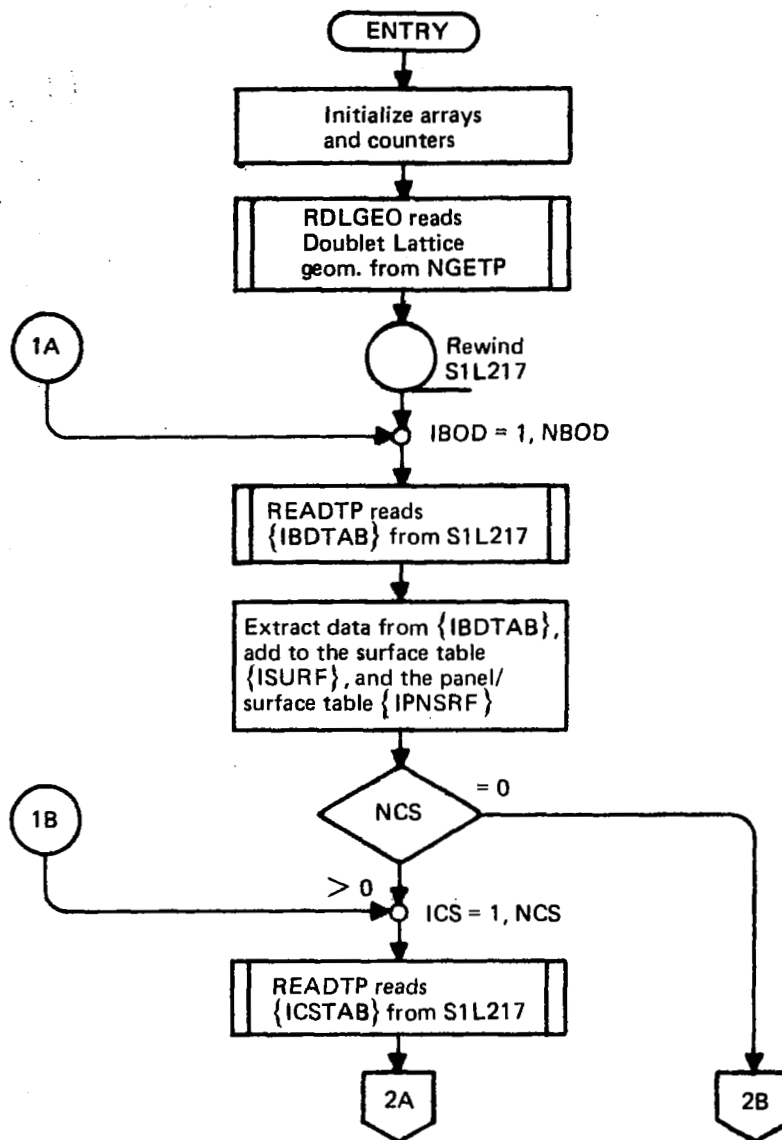 ENTRY
Initialize arrays
and counters
RDLGEO reads
Doublet Lattice
geom. from NGETP
1A
Rewind
S1L217
IBOD = 1, NBOD
READTP reads
{IBDTAB} from S1L217
Extract data from {IBDTAB},
add to the surface table
{ISURF}, and the panel/
surface table {IPNSRF}
= 0
NCS
1B
> 0
ICS = 1, NCS
READTP reads
{ICSTAB} from S1L217
2A
2B